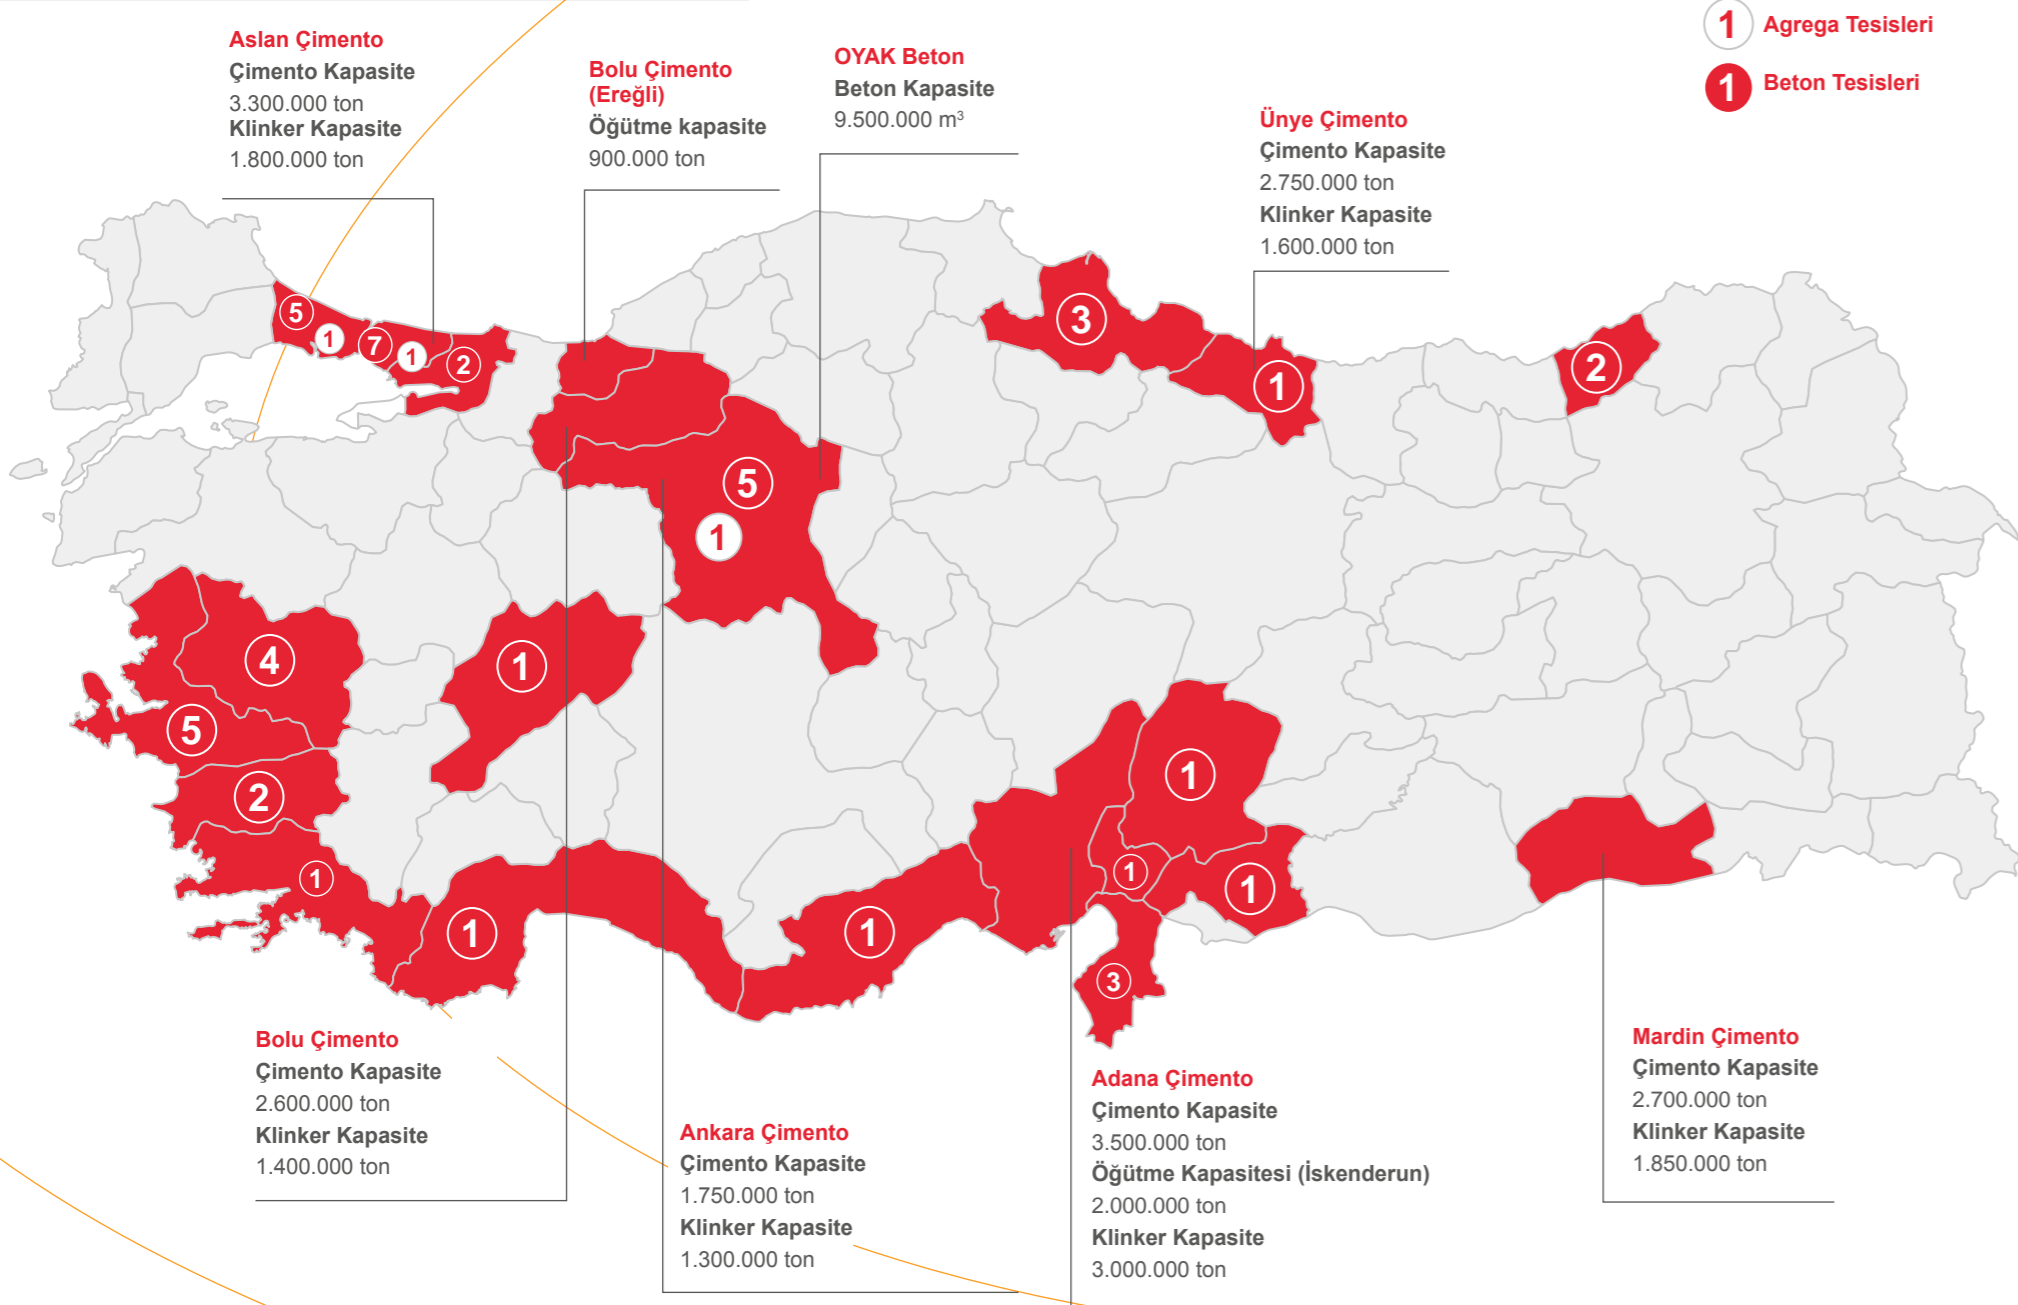 1 Agrega Tesisleri
1 Beton Tesisleri
Aslan Çimento
Çimento Kapasite
3.300.000 ton
Klinker Kapasite
1.800.000 ton
Bolu Çimento
(Ereğli)
Öğütme kapasite
900.000 ton
OYAK Beton
Beton Kapasite
9.500.000 m³
Ünye Çimento
Çimento Kapasite
2.750.000 ton
Klinker Kapasite
1.600.000 ton
5
1
7
1
2
3
1
2
5
1
4
1
5
2
1
1
1
1
1
1
3
Bolu Çimento
Çimento Kapasite
2.600.000 ton
Klinker Kapasite
1.400.000 ton
Ankara Çimento
Çimento Kapasite
1.750.000 ton
Klinker Kapasite
1.300.000 ton
Adana Çimento
Çimento Kapasite
3.500.000 ton
Öğütme Kapasitesi (İskenderun)
2.000.000 ton
Klinker Kapasite
3.000.000 ton
Mardin Çimento
Çimento Kapasite
2.700.000 ton
Klinker Kapasite
1.850.000 ton